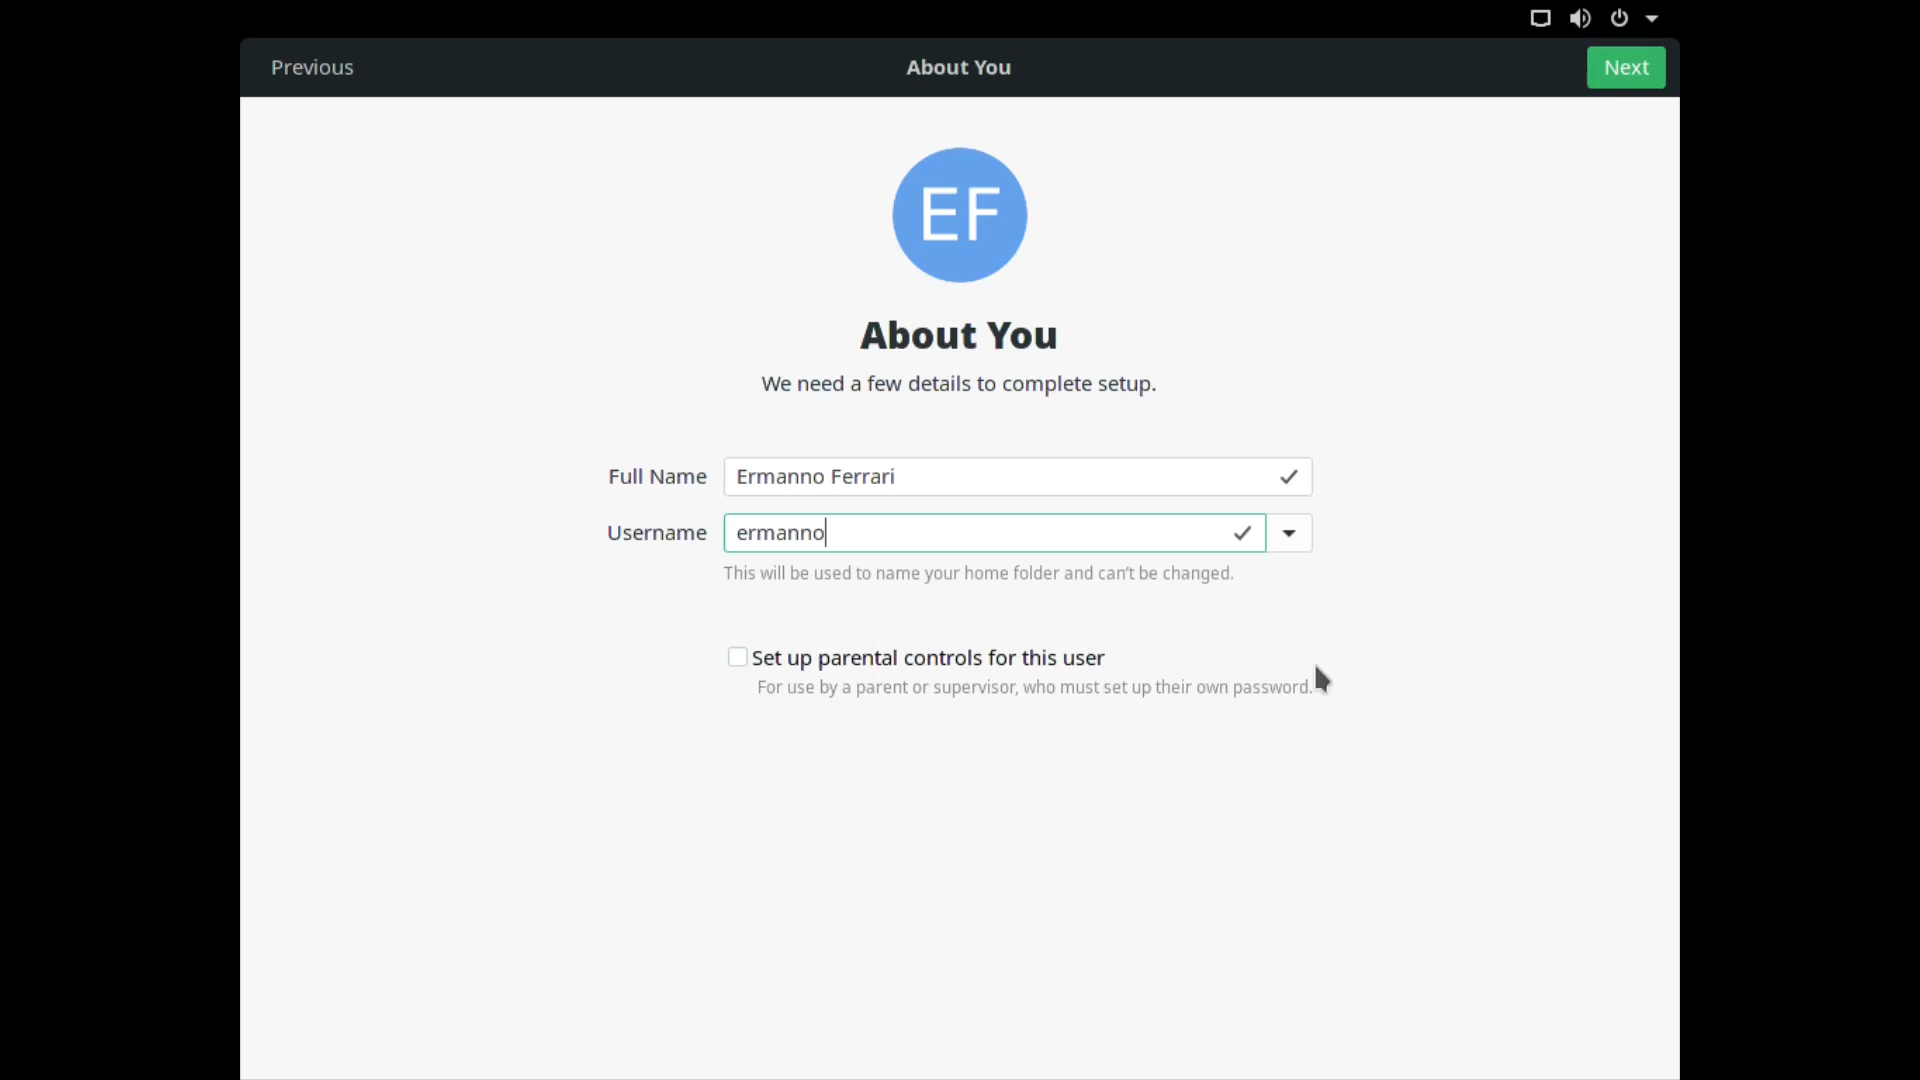 Previous
About You
Next
EF
About You
We need a few details to complete setup.
Full Name
Ermanno Ferrari
Username
ermanno
This will be used to name your home folder and can't be changed.
Set up parental controls for this user
For use by a parent or supervisor, who must set up their own password.